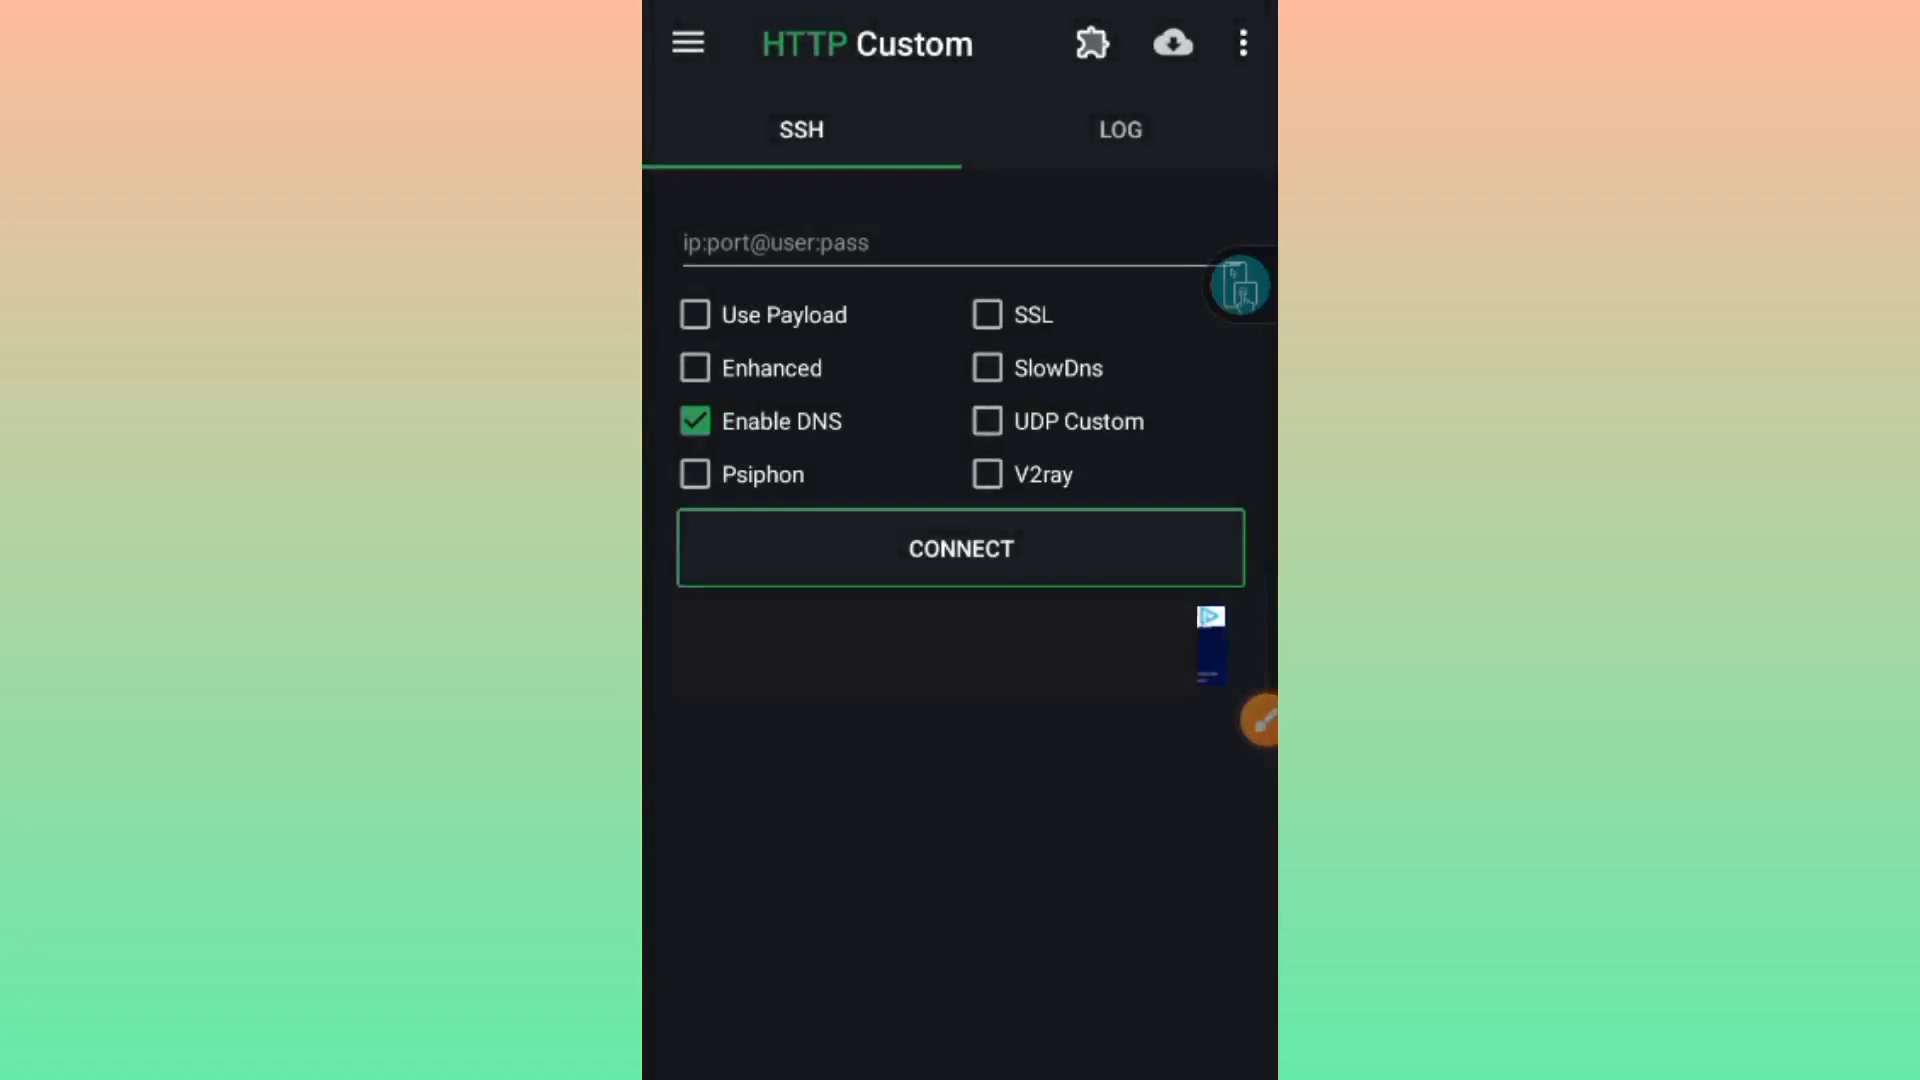 HTTP Custom
SSH
LOG
ip:port@user:pass
Use Payload
SSL
Enhanced
SlowDns
Enable DNS
UDP Custom
Psiphon
V2ray
CONNECT